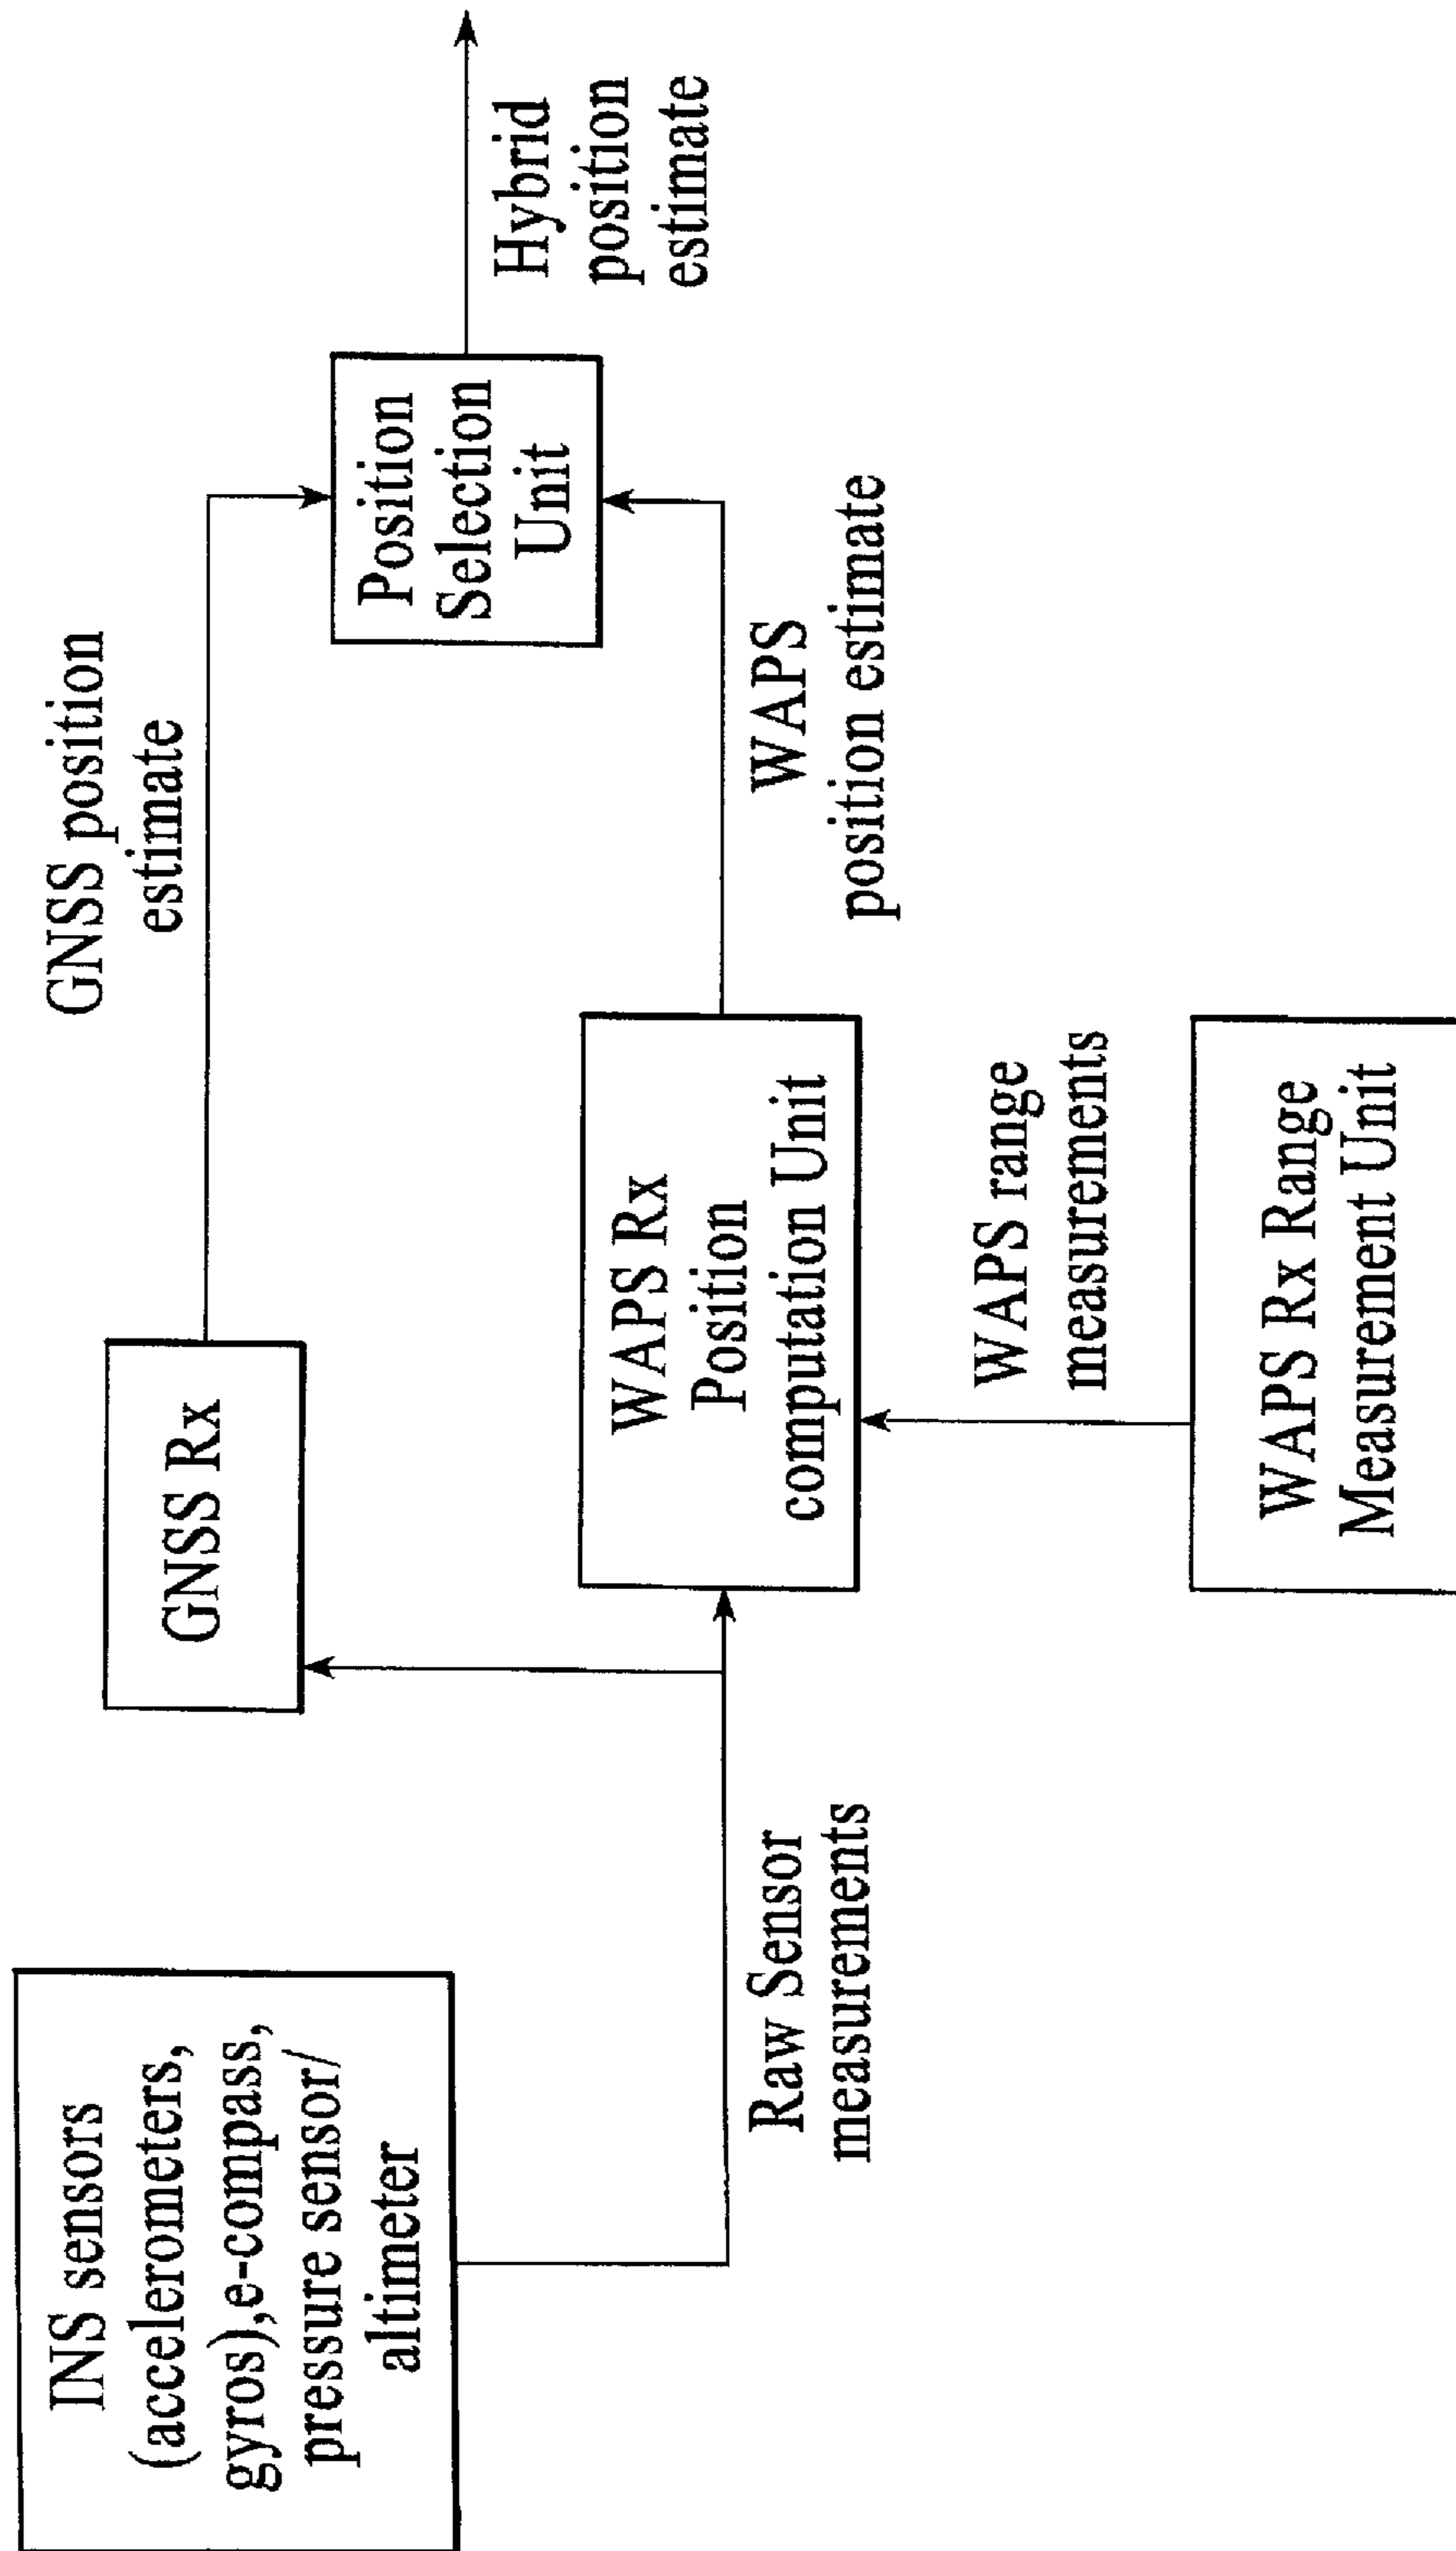 INS sensors
(accelerometers,
gyros),e-compass,
pressure sensor/
altimeter
Raw Sensor
measurements
GNSS Rx
GNSS position
estimate
WAPS Rx
Position
computation Unit
WAPS range
measurements
WAPS Rx Range
Measurement Unit
WAPS
position estimate
Position
Selection
Unit
Hybrid
position
estimate